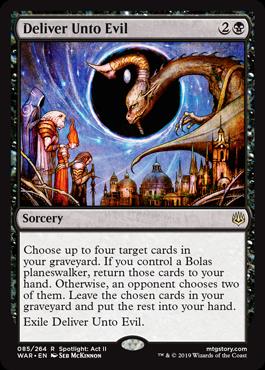 Deliver Unto Evil 2
Sorcery
Choose up to four target cards in
your graveyard. If you control a Bolas
planeswalker, return those cards to your
hand. Otherwise, an opponent chooses two
of them. Leave the chosen cards in your
graveyard and put the rest into your hand.
Exile Deliver Unto Evil.
085/264 R Spotlight: Act II mtgstory.com
WAR • EN Seb McKinnon ™ & © 2019 Wizards of the Coast